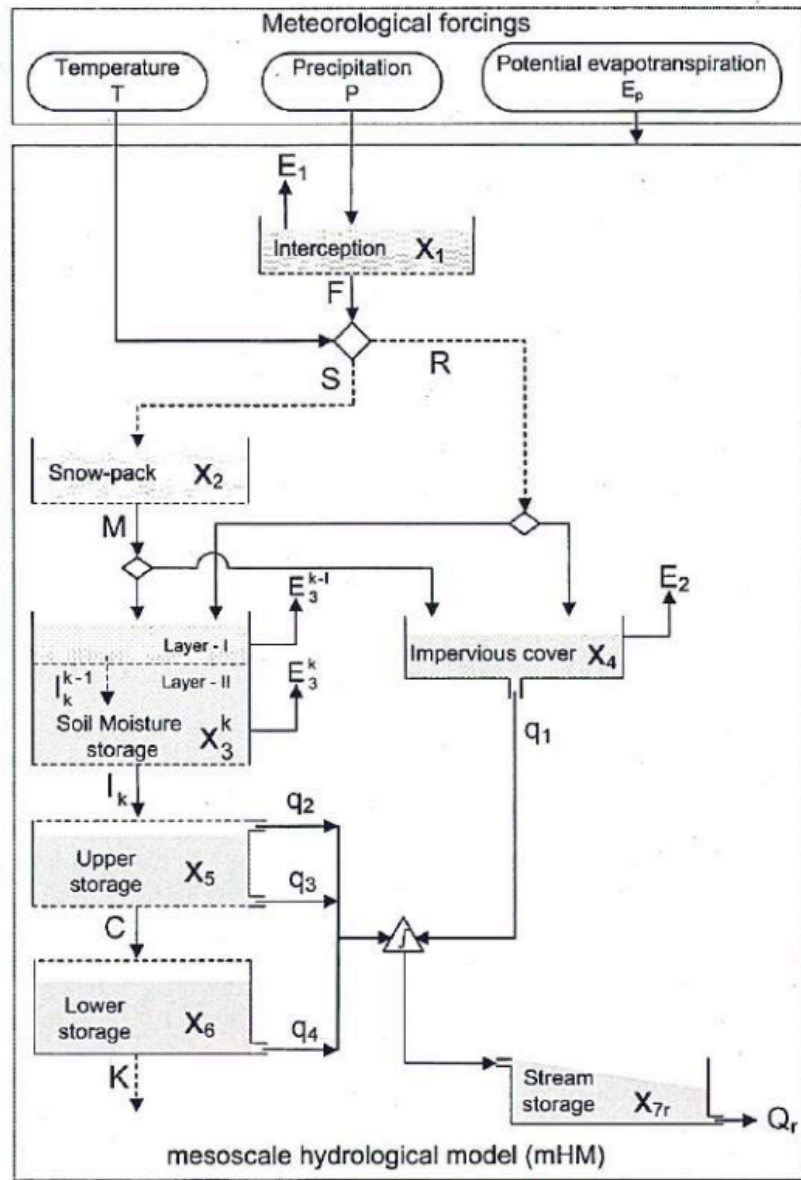 Meteorological forcings
Temperature
T
Precipitation
P
Potential evapotranspiration
Eₚ
E₁
Interception X₁
F
S
R
Snow-pack X₂
M
E₃ᵏ⁻ᴵ
E₂
Layer - I
Iₖᵏ⁻¹
Layer - II
E₃ᵏ
Soil Moisture
storage X₃ᵏ
Impervious cover X₄
q₁
Iₖ
q₂
Upper
storage X₅
q₃
C
Lower
storage X₆
q₄
K
Stream
storage X₇ᵣ
Qᵣ
mesoscale hydrological model (mHM)